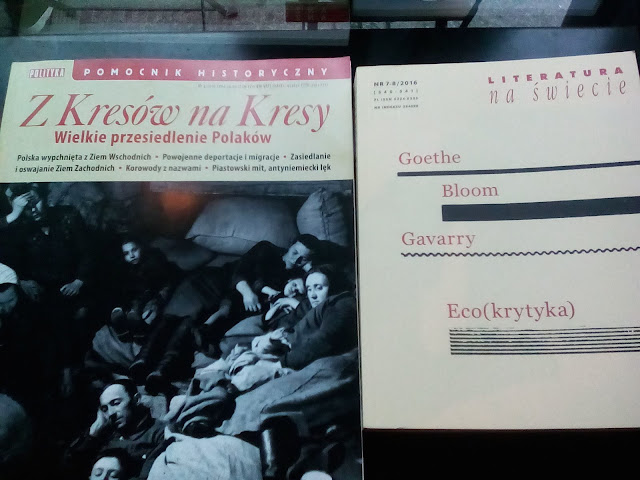 POLITYKA
POMOCNIK HISTORYCZNY
Z Kresów na Kresy
Wielkie przesiedlenie Polaków
Polska wypchnięta z Ziem Wschodnich • Powojenne deportacje i migracje • Zasiedlanie
i oswajanie Ziem Zachodnich • Korowody z nazwami • Piastowski mit, antyniemiecki lęk
NR 7-8/2016
LITERATURA
na świecie
Goethe
Bloom
Gavarry
Eco(krytyka)